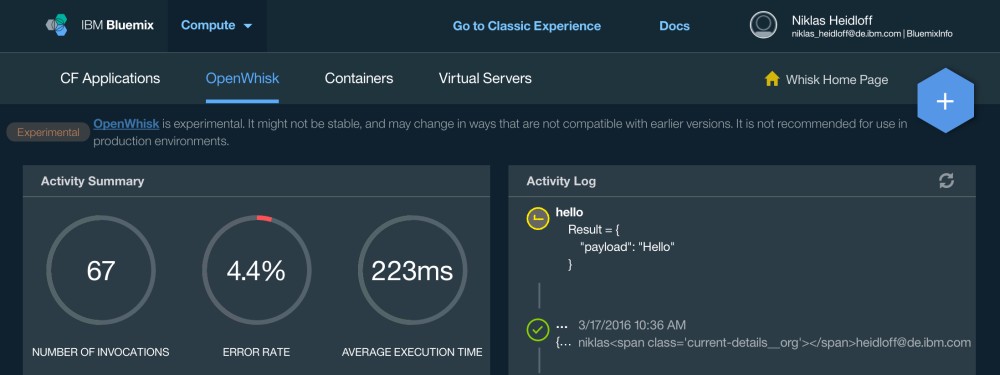 IBM Bluemix
Compute
Go to Classic Experience
Docs
Niklas Heidloff
niklas_heidloff@de.ibm.com | BluemixInfo
CF Applications
OpenWhisk
Containers
Virtual Servers
Whisk Home Page
+
Experimental
OpenWhisk is experimental. It might not be stable, and may change in ways that are not compatible with earlier versions. It is not recommended for use in
production environments.
Activity Summary
67
4.4%
223ms
NUMBER OF INVOCATIONS
ERROR RATE
AVERAGE EXECUTION TIME
Activity Log
hello
Result = {
"payload": "Hello"
}
... 3/17/2016 10:36 AM
{... niklas<span class='current-details__org'></span>heidloff@de.ibm.com